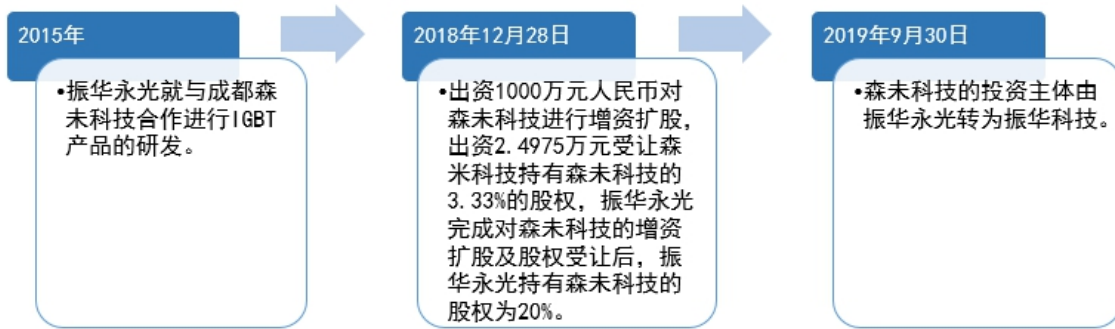 2015年
•振华永光就与成都森
未科技合作进行IGBT
产品的研发。
2018年12月28日
•出资1000万元人民币对
森未科技进行增资扩股，
出资2.4975万元受让森
米科技持有森未科技的
3.33%的股权，振华永光
完成对森未科技的增资
扩股及股权受让后，振
华永光持有森未科技的
股权为20%。
2019年9月30日
•森未科技的投资主体由
振华永光转为振华科技。